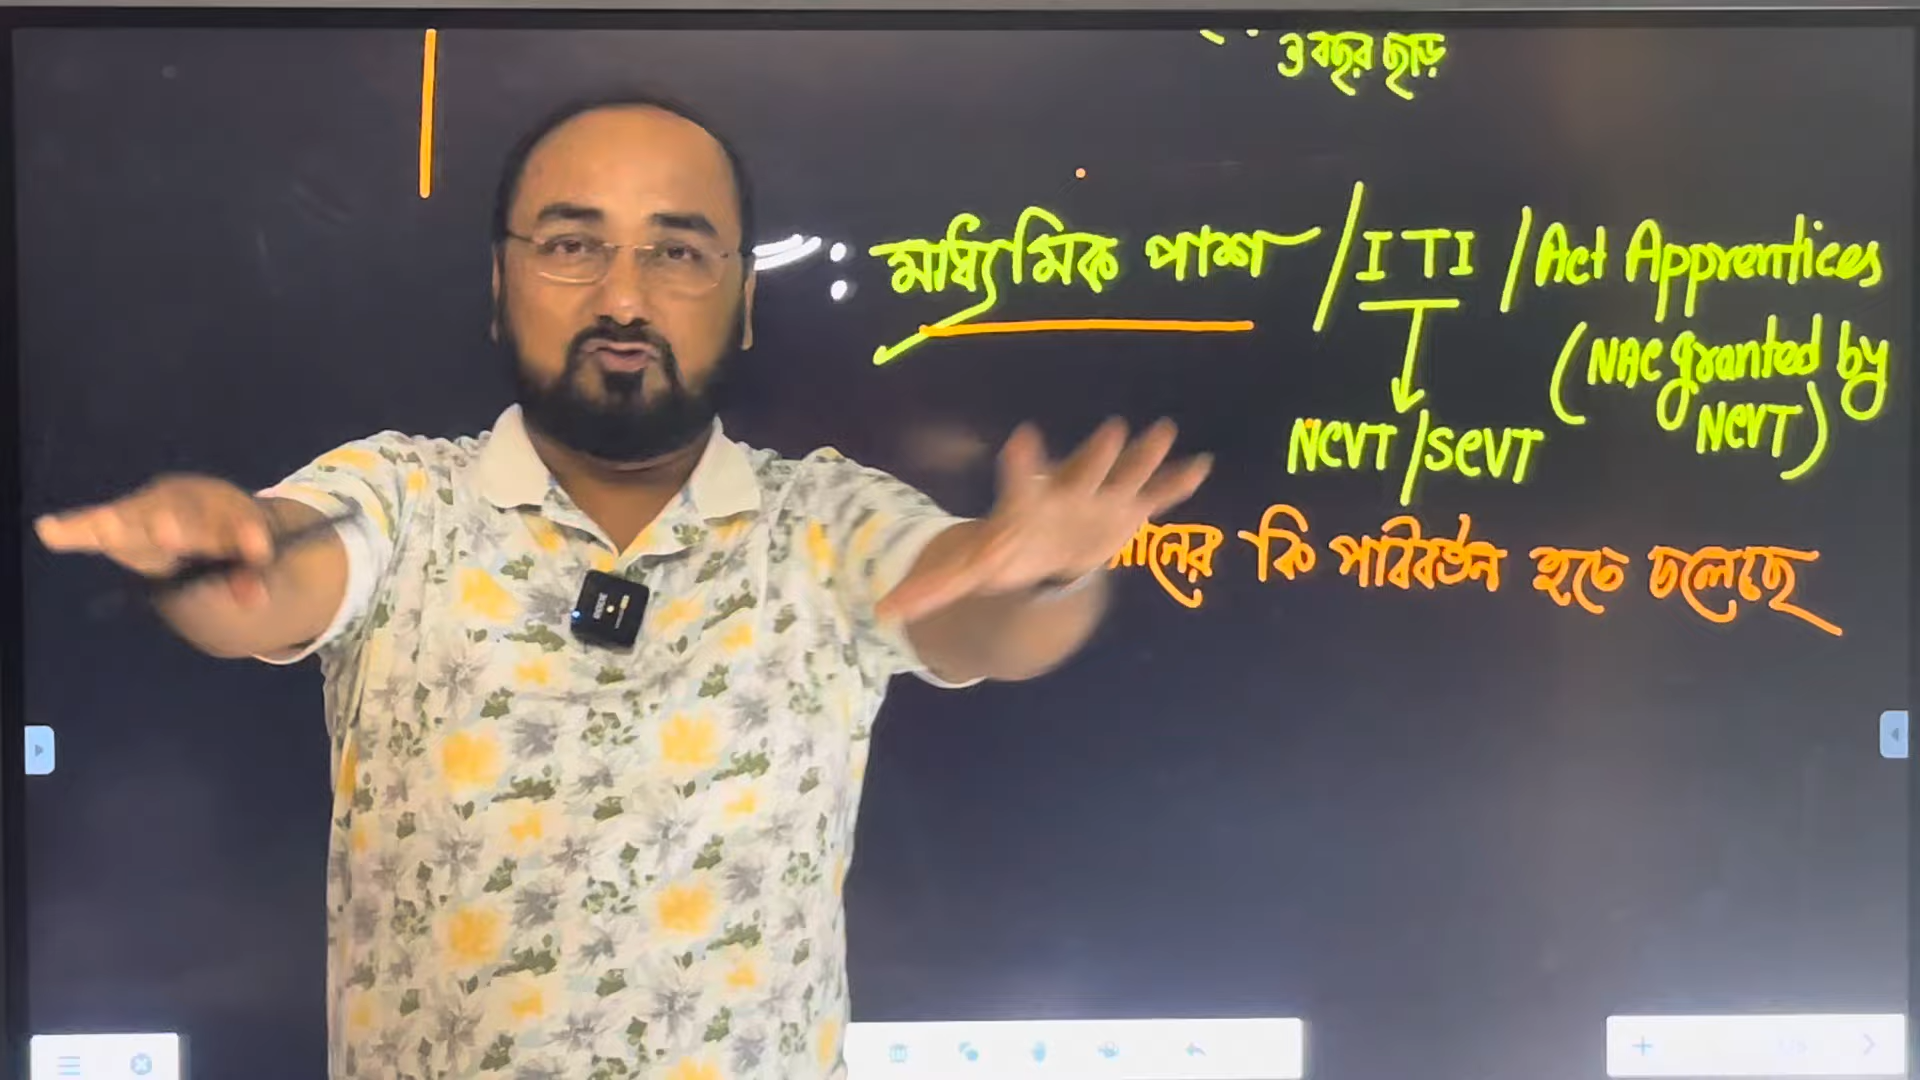 ৩ বছর ছাড়
: মাধ্যমিক পাশ / ITI / Act Apprentices
(NAC granted by
NCVT)
NCVT/SCVT
কি পরিবর্তন হতে চলেছে